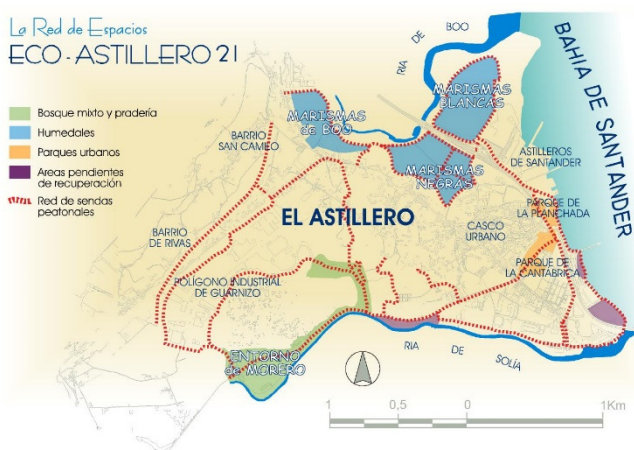 La Red de Espacios
ECO - ASTILLERO 21
Bosque mixto y pradería
Humedales
Parques urbanos
Areas pendientes
de recuperación
Red de sendas
peatonales
RIA DE BOO
BAHIA DE SANTANDER
MARISMAS
BLANCAS
MARISMAS
de BOO
BARRIO
SAN CAMILO
MARISMAS
NEGRAS
ASTILLEROS
DE SANTANDER
PARQUE DE
LA PLANCHADA
EL ASTILLERO
CASCO
URBANO
BARRIO
DE RIVAS
PARQUE DE
LA CANTÁBRICA
POLÍGONO INDUSTRIAL
DE GUARNIZO
ENTORNO
de MORERO
RIA DE SOLÍA
1 0,5 0 1Km